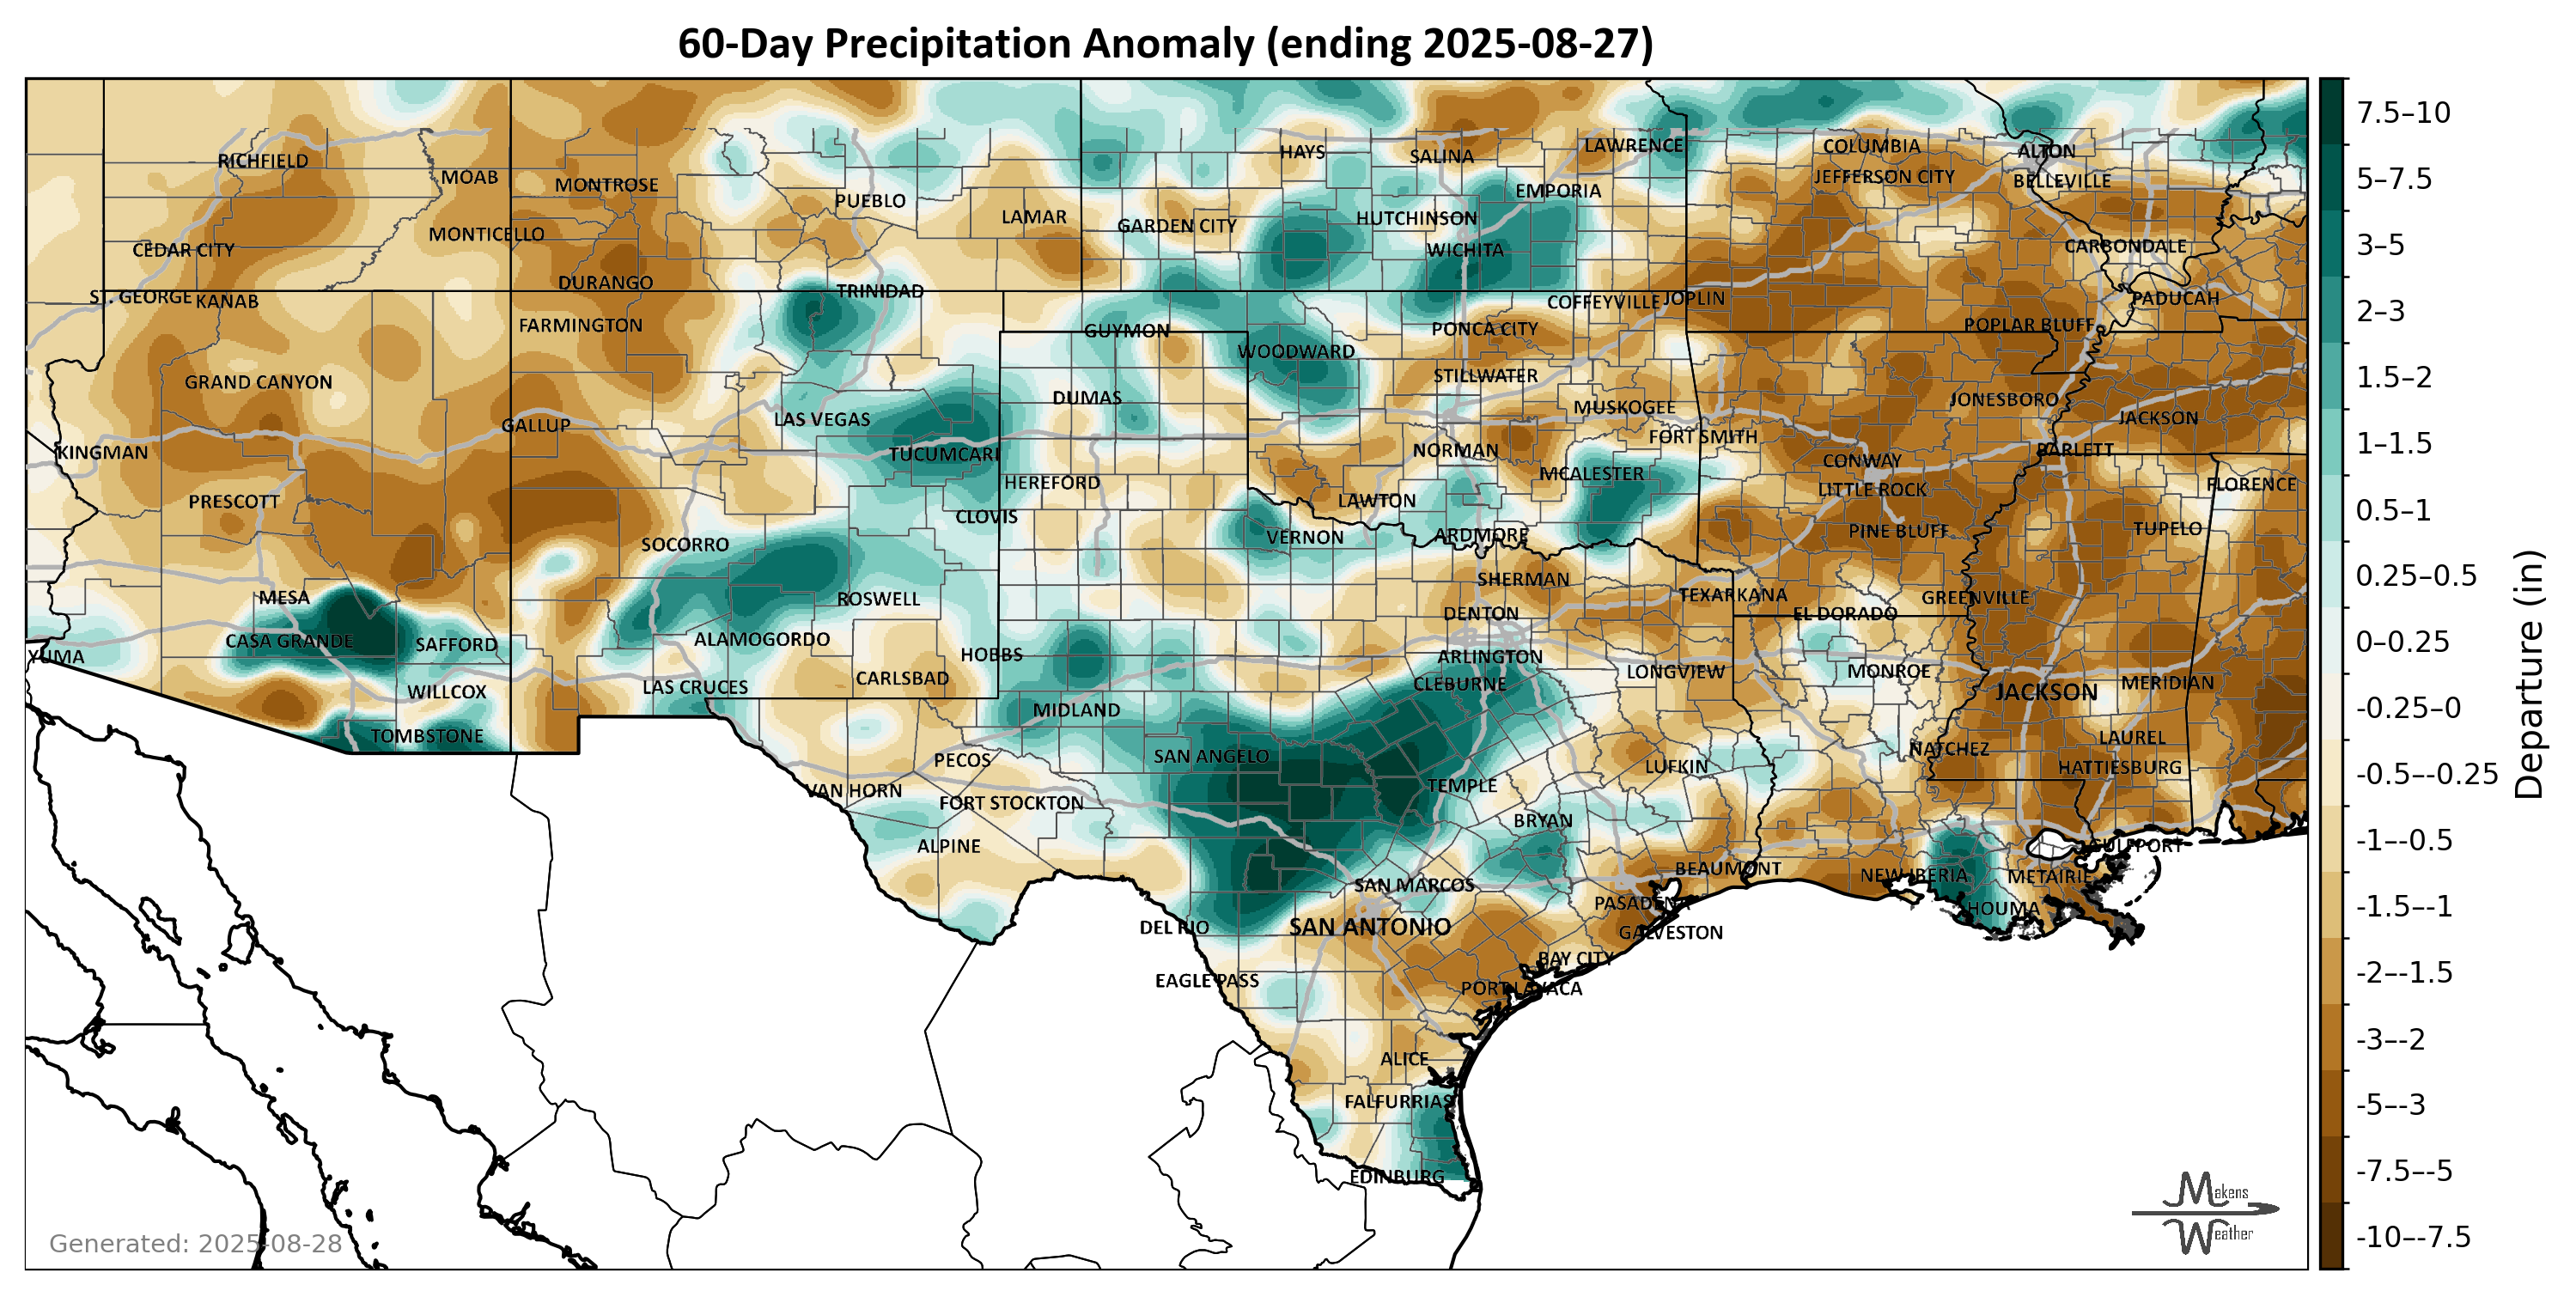 60-Day Precipitation Anomaly (ending 2025-08-27)
RICHFIELD
MOAB
MONTROSE
PUEBLO
LAMAR
HAYS
SALINA
LAWRENCE
COLUMBIA
ALTON
JEFFERSON CITY
BELLEVILLE
EMPORIA
GARDEN CITY
HUTCHINSON
WICHITA
MONTICELLO
CEDAR CITY
CARBONDALE
DURANGO
TRINIDAD
ST. GEORGE
KANAB
COFFEYVILLE
JOPLIN
PADUCAH
FARMINGTON
GUYMON
PONCA CITY
POPLAR BLUFF
WOODWARD
GRAND CANYON
STILLWATER
DUMAS
MUSKOGEE
JONESBORO
JACKSON
LAS VEGAS
GALLUP
FORT SMITH
KINGMAN
TUCUMCARI
NORMAN
BARLETT
CONWAY
MCALESTER
HEREFORD
LITTLE ROCK
FLORENCE
PRESCOTT
LAWTON
CLOVIS
PINE BLUFF
TUPELO
SOCORRO
VERNON
ARDMORE
SHERMAN
MESA
ROSWELL
TEXARKANA
GREENVILLE
DENTON
EL DORADO
CASA GRANDE
SAFFORD
ALAMOGORDO
YUMA
HOBBS
ARLINGTON
CARLSBAD
LONGVIEW
MONROE
WILLCOX
LAS CRUCES
CLEBURNE
JACKSON
MERIDIAN
MIDLAND
TOMBSTONE
LAUREL
NATCHEZ
SAN ANGELO
PECOS
LUFKIN
HATTIESBURG
TEMPLE
VAN HORN
FORT STOCKTON
BRYAN
ALPINE
GULFPORT
BEAUMONT
NEW IBERIA
METAIRIE
SAN MARCOS
PASADENA
HOUMA
DEL RIO
SAN ANTONIO
GALVESTON
BAY CITY
EAGLE PASS
PORT LAVACA
ALICE
FALFURRIAS
EDINBURG
Generated: 2025-08-28
Makens
Weather
7.5–10
5–7.5
3–5
2–3
1.5–2
1–1.5
0.5–1
0.25–0.5
0–0.25
-0.25–0
-0.5–-0.25
-1–-0.5
-1.5–-1
-2–-1.5
-3–-2
-5–-3
-7.5–-5
-10–-7.5
Departure (in)